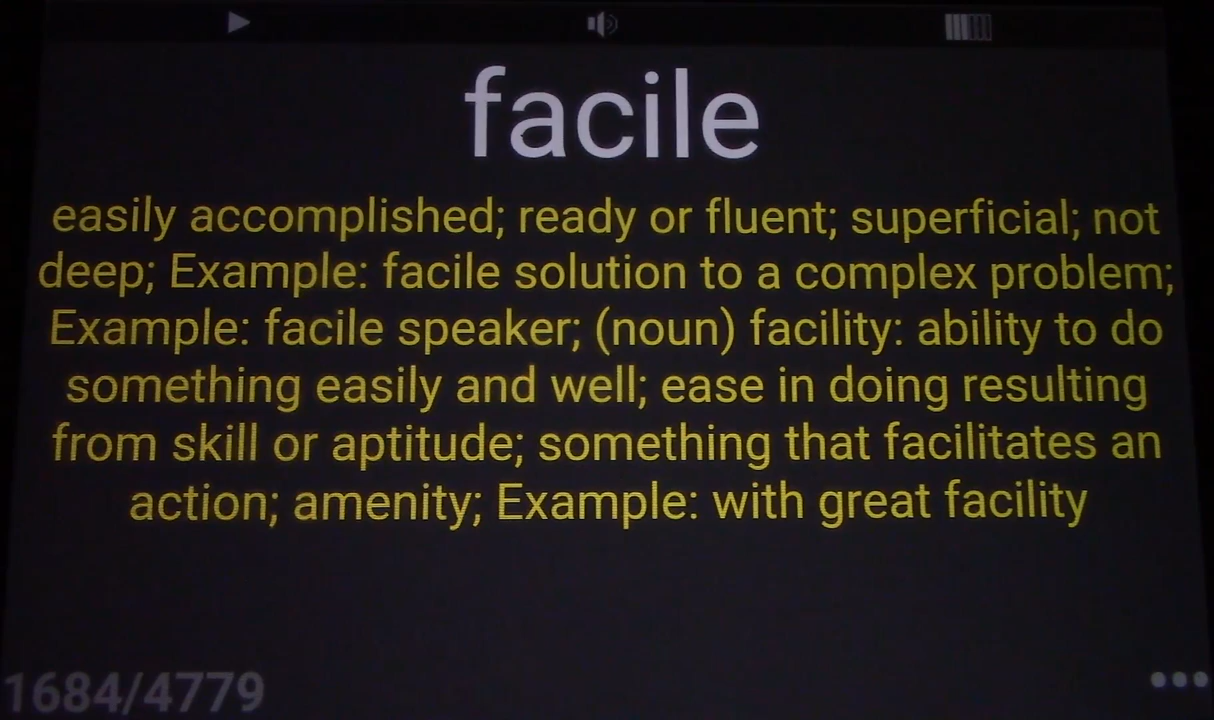 facile
easily accomplished; ready or fluent; superficial; not
deep; Example: facile solution to a complex problem;
Example: facile speaker; (noun) facility: ability to do
something easily and well; ease in doing resulting
from skill or aptitude; something that facilitates an
action; amenity; Example: with great facility
1684/4779